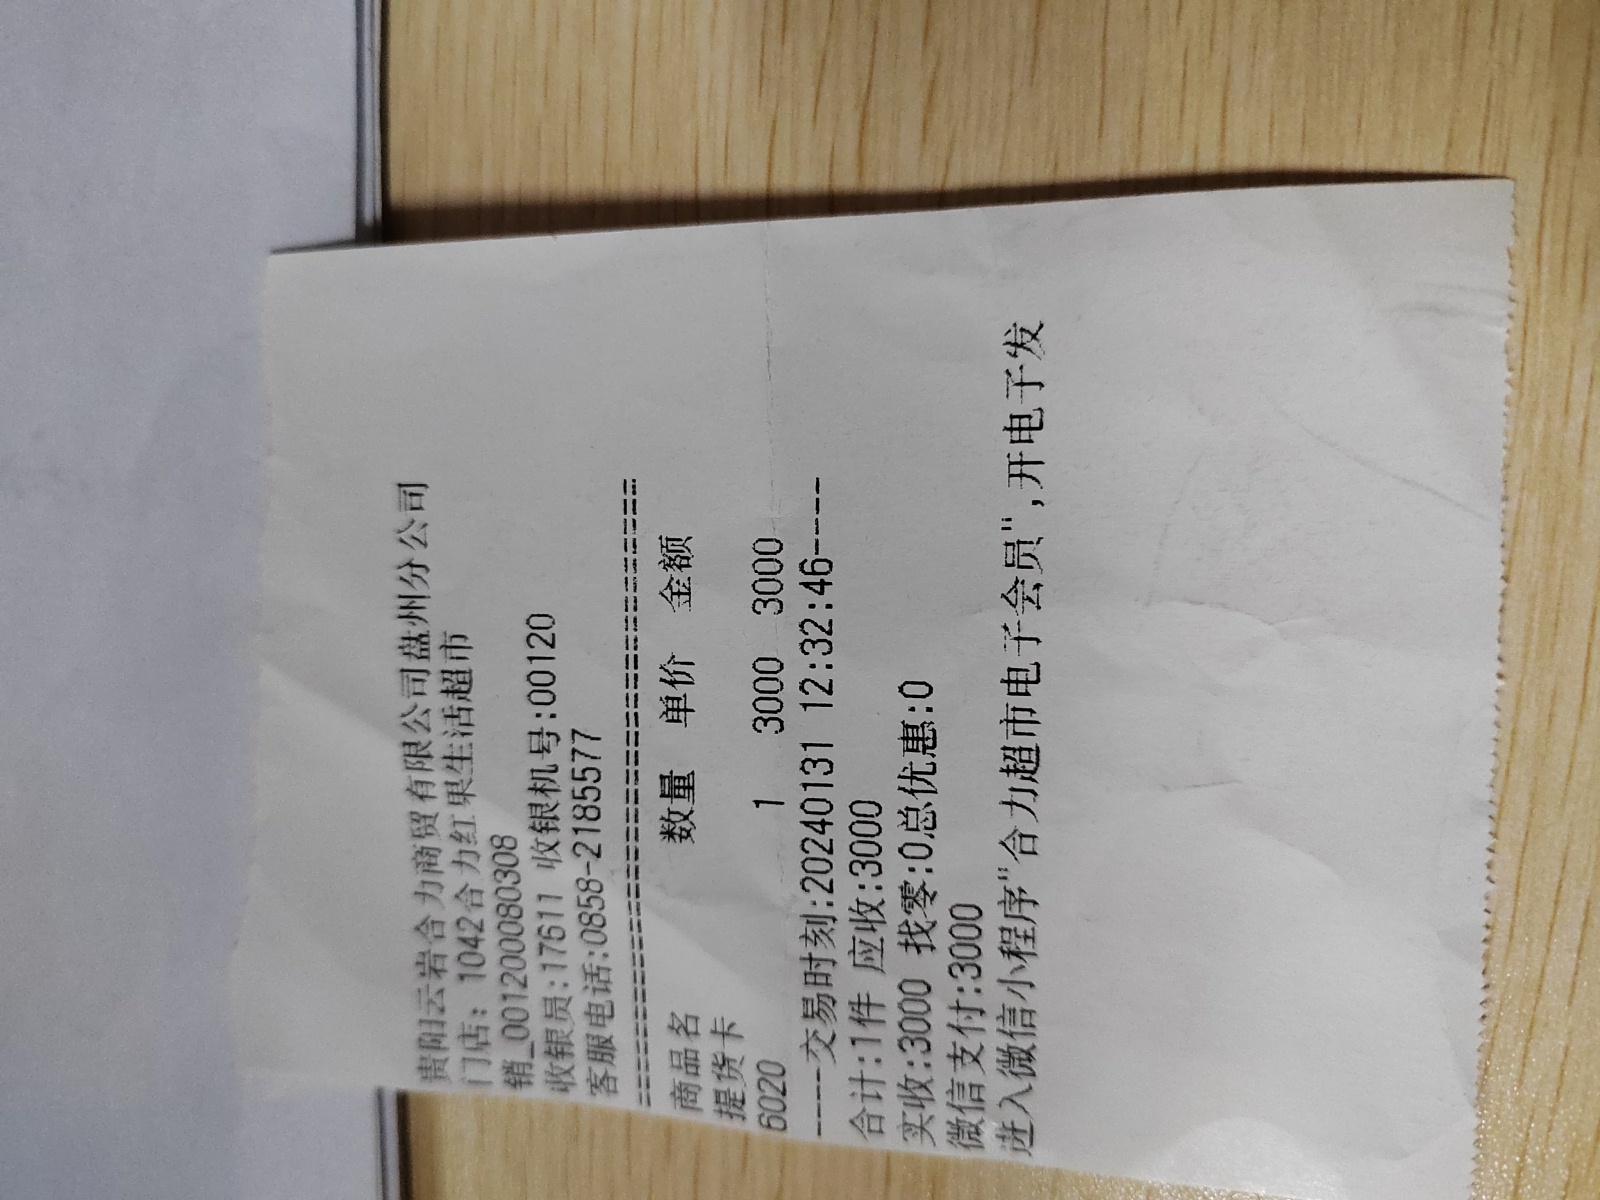 贵阳云岩合力商贸有限公司盘州分公司
门店: 1042合力红果生活超市
销_00120080308
收银员:17611 收银机号:00120
客服电话:0858-2185577
================================
商品名 数量 单价 金额
提货卡
6020 1 3000 3000
----交易时刻:20240131 12:32:46----
合计:1件 应收:3000
实收:3000 找零:0总优惠:0
微信支付:3000
进入微信小程序"合力超市电子会员",开电子发